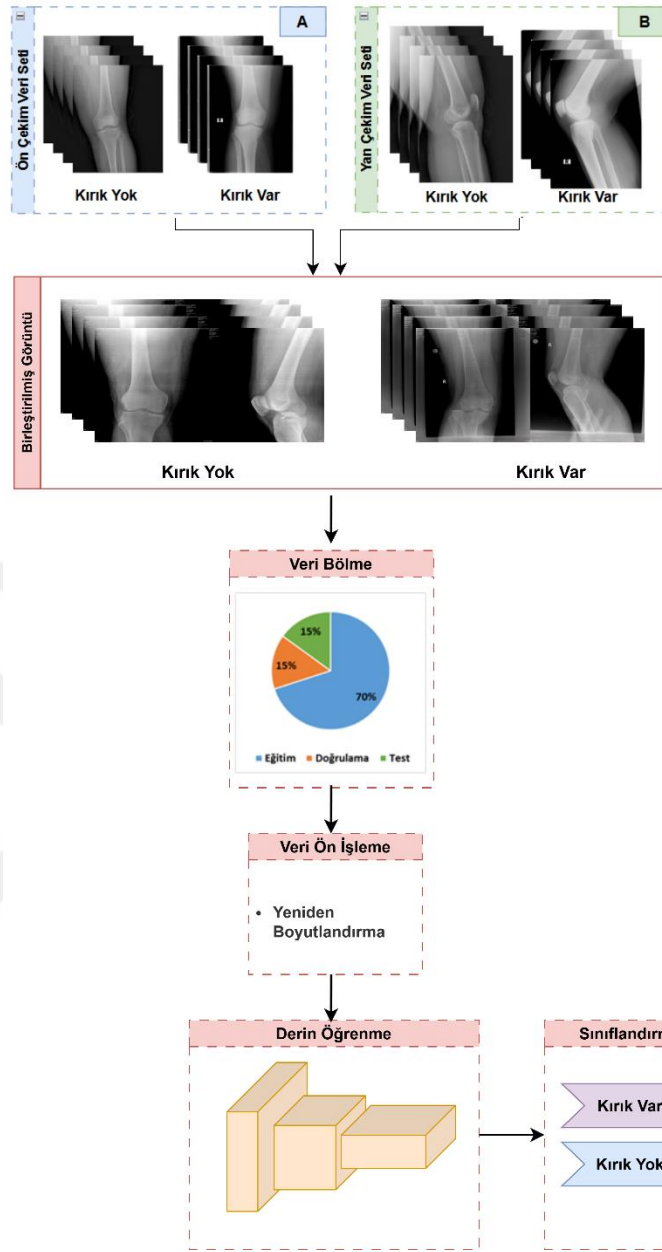 Ön Çekim Veri Seti
A
Kırık Yok
Kırık Var
Yan Çekim Veri Seti
B
Kırık Yok
Kırık Var
Birleştirilmiş Görüntü
Kırık Yok
Kırık Var
Veri Bölme
15%
15%
70%
Eğitim Doğrulama Test
Veri Ön İşleme
• Yeniden
Boyutlandırma
Derin Öğrenme
Sınıflandırm
Kırık Var
Kırık Yok